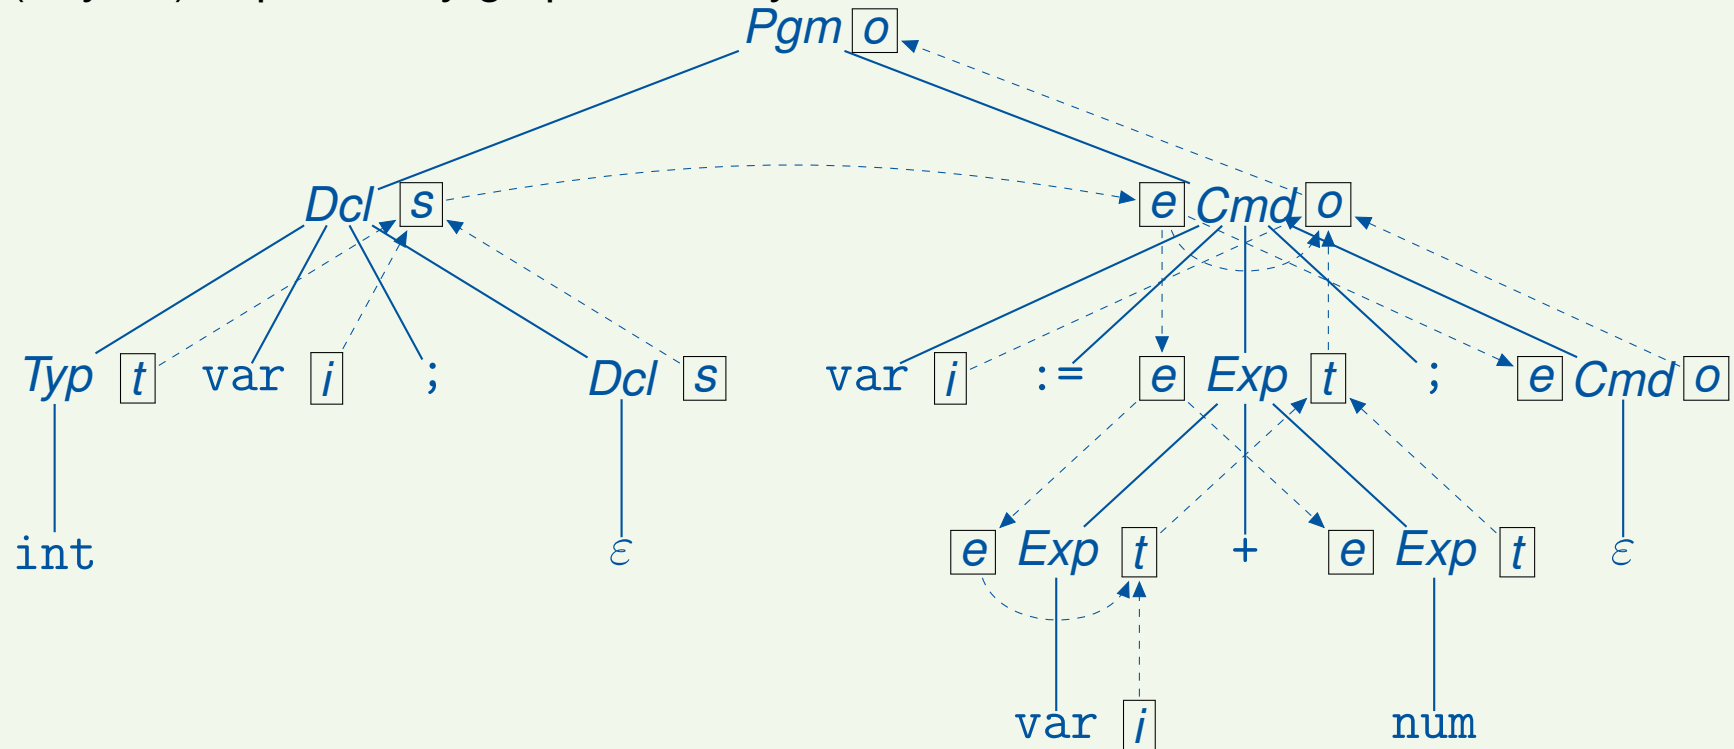 Pgm o
Dcl s e Cmd o
Typ t var i ; Dcl s var i := e Exp t ; e Cmd o
int ε e Exp t + e Exp t ε
var i num